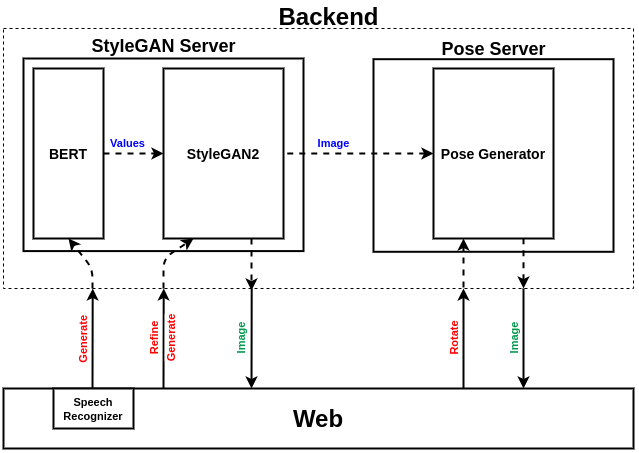 Backend
StyleGAN Server
Pose Server
BERT
Values
StyleGAN2
Image
Pose Generator
Generate
Refine
Generate
Image
Rotate
Image
Speech
Recognizer
Web